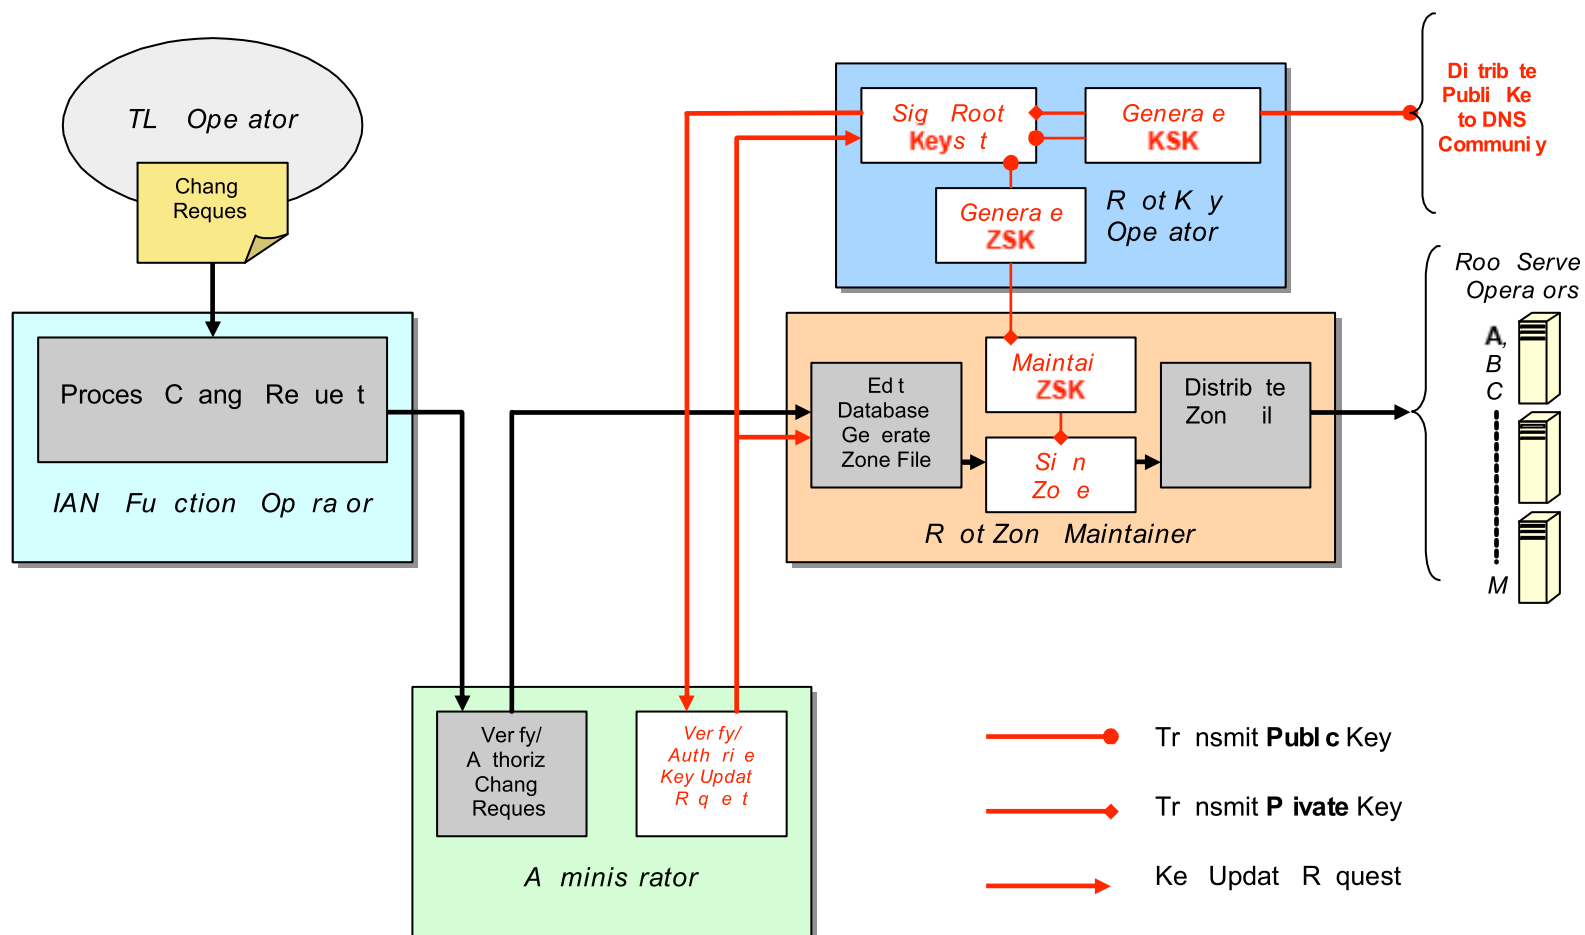 TL Ope ator
Chang
Reques
Proces C ang Re ue t
IAN Fu ction Op ra or
Sig Root
Keys t
Genera e
KSK
Genera e
ZSK
R ot K y
Ope ator
Di trib te
Publi Ke
to DNS
Communi y
Roo Serve
Opera ors
A,
B
C
M
Ed t
Database
Ge erate
Zone File
Maintai
ZSK
Si n
Zo e
Distrib te
Zon il
R ot Zon Maintainer
Ver fy/
A thoriz
Chang
Reques
Ver fy/
Auth ri e
Key Updat
R q e t
A minis rator
Tr nsmit Publ c Key
Tr nsmit P ivate Key
Ke Updat R quest